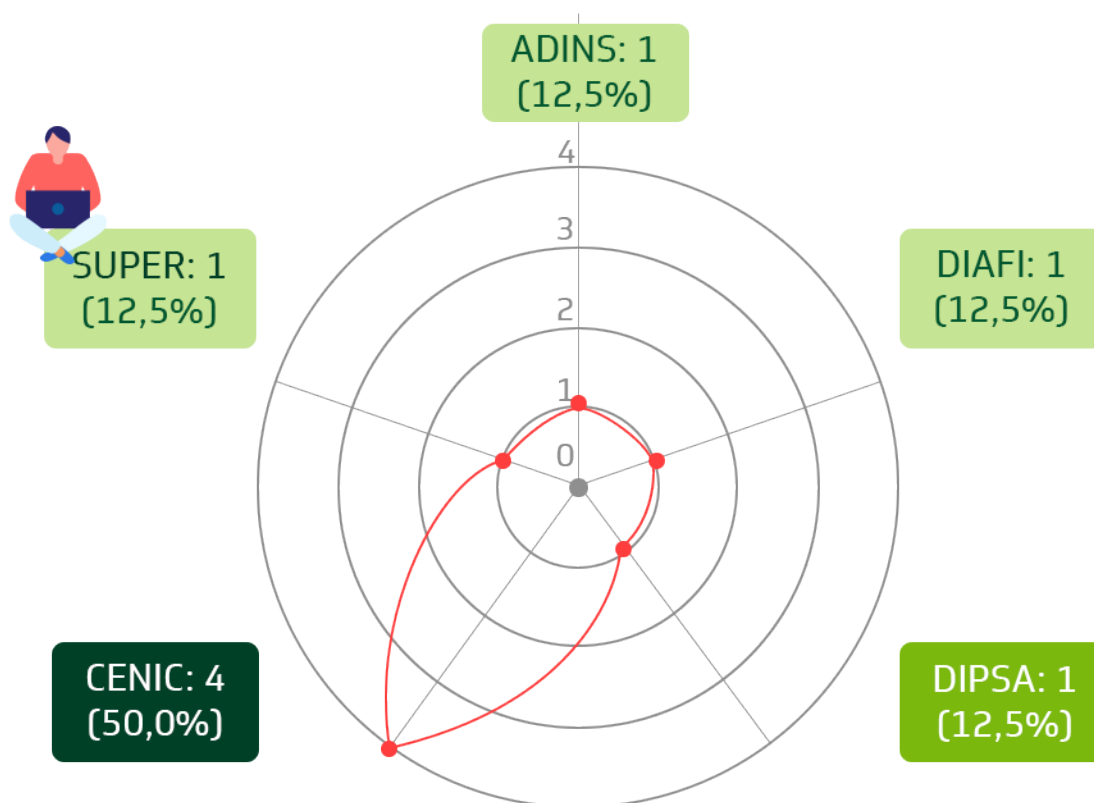 ADINS: 1
(12,5%)
4
3
2
1
0
SUPER: 1
(12,5%)
DIAFI: 1
(12,5%)
CENIC: 4
(50,0%)
DIPSA: 1
(12,5%)